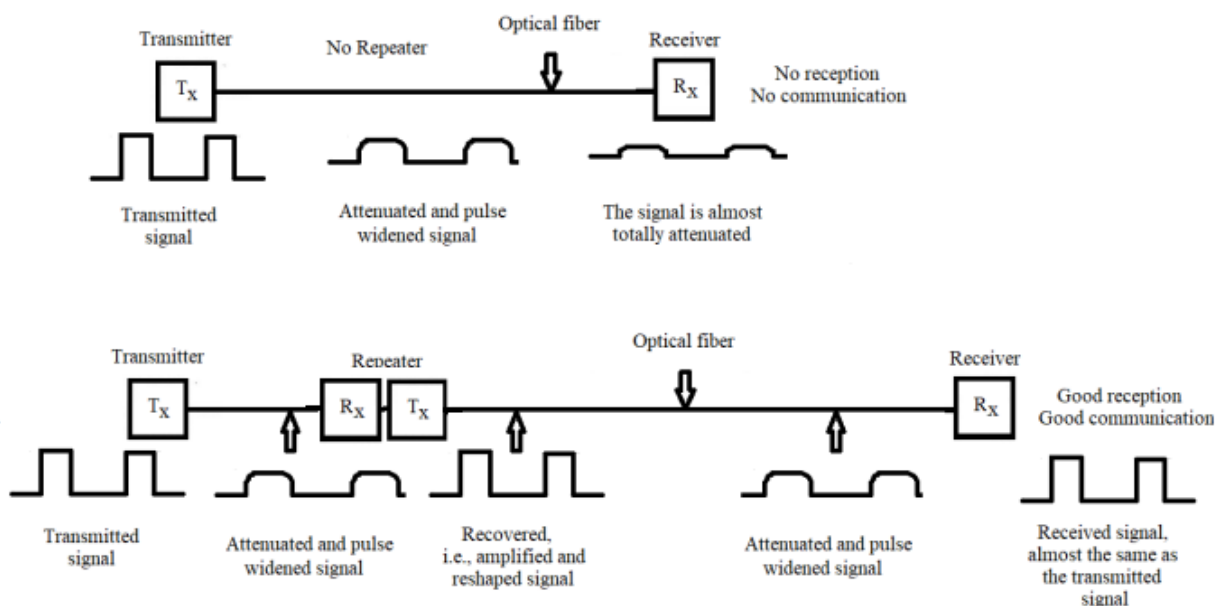 Optical fiber
Transmitter
No Repeater
Receiver
Tx
Rx
No reception
No communication
Transmitted
signal
Attenuated and pulse
widened signal
The signal is almost
totally attenuated
Optical fiber
Transmitter
Repeater
Receiver
Tx
Rx
Tx
Rx
Good reception
Good communication
Transmitted
signal
Attenuated and pulse
widened signal
Recovered,
i.e., amplified and
reshaped signal
Attenuated and pulse
widened signal
Received signal,
almost the same as
the transmitted
signal